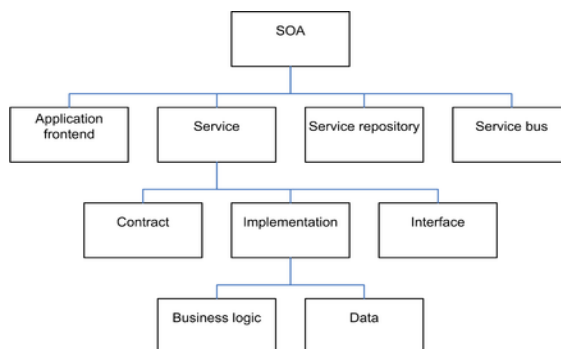 SOA
Application
frontend
Service
Service repository
Service bus
Contract
Implementation
Interface
Business logic
Data